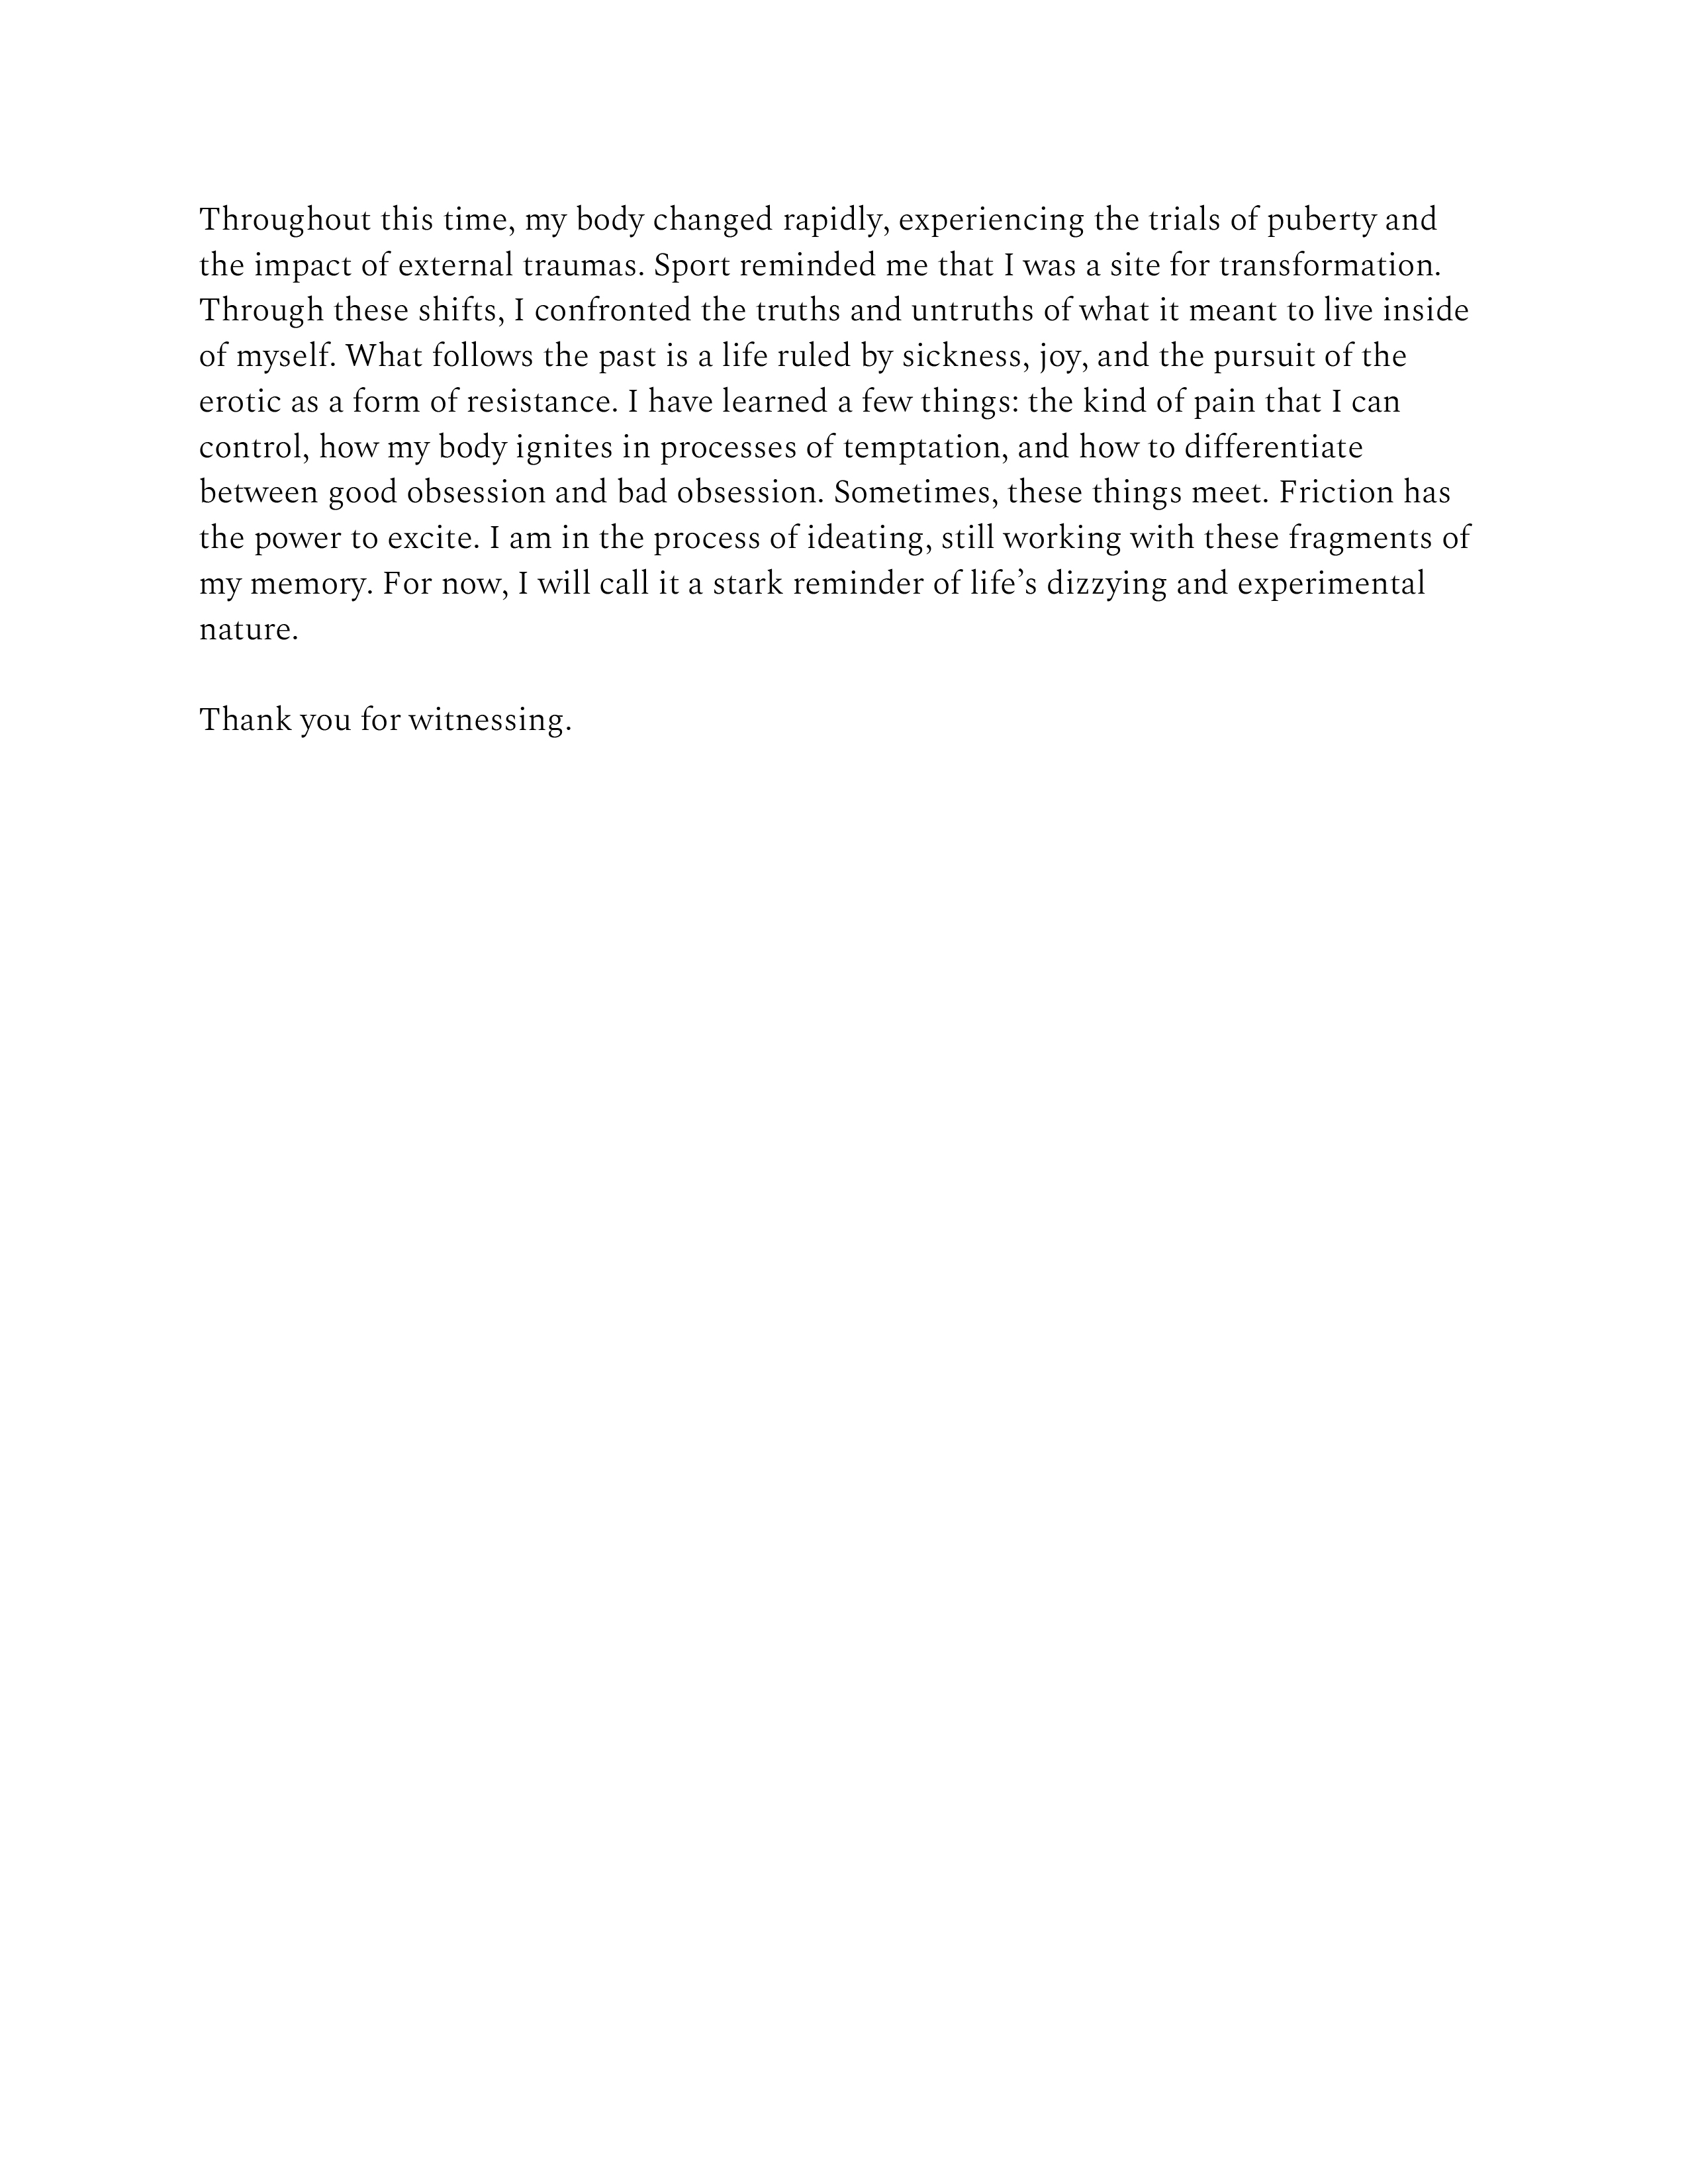 Throughout this time, my body changed rapidly, experiencing the trials of puberty and
the impact of external traumas. Sport reminded me that I was a site for transformation.
Through these shifts, I confronted the truths and untruths of what it meant to live inside
of myself. What follows the past is a life ruled by sickness, joy, and the pursuit of the
erotic as a form of resistance. I have learned a few things: the kind of pain that I can
control, how my body ignites in processes of temptation, and how to differentiate
between good obsession and bad obsession. Sometimes, these things meet. Friction has
the power to excite. I am in the process of ideating, still working with these fragments of
my memory. For now, I will call it a stark reminder of life’s dizzying and experimental
nature.
Thank you for witnessing.